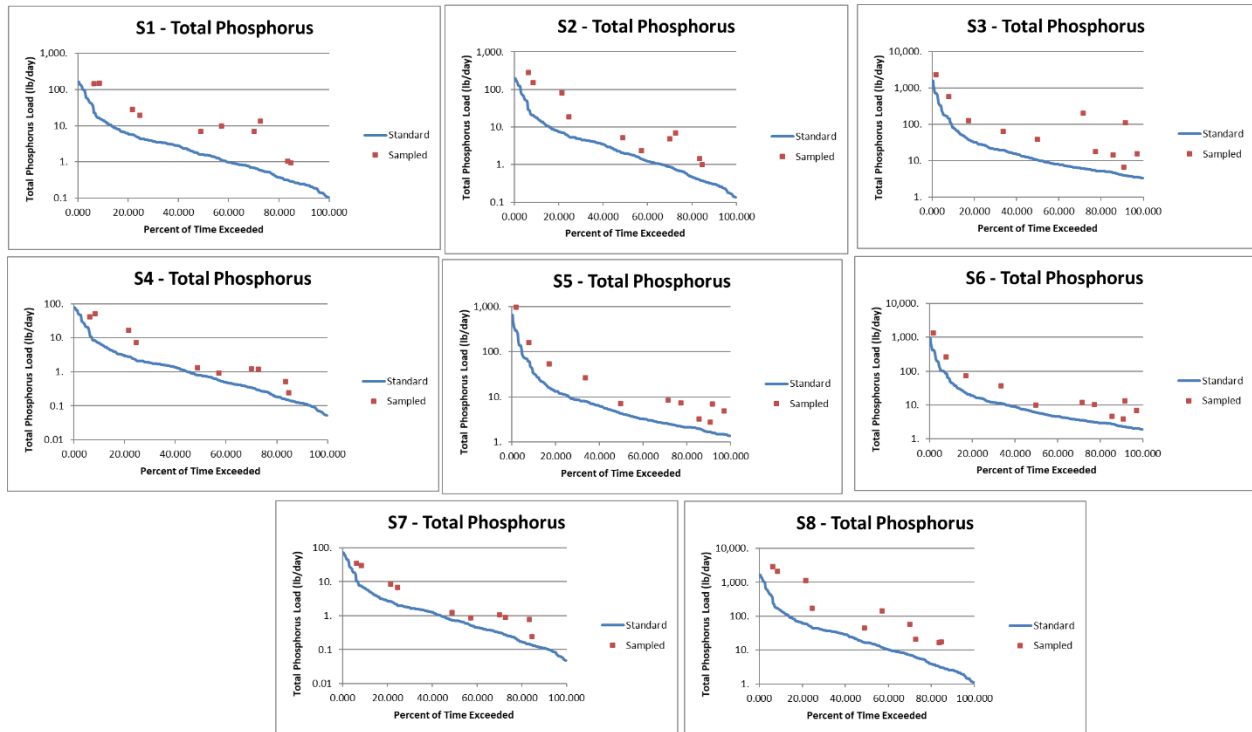 S1 - Total Phosphorus
Total Phosphorus Load (lb/day)
1,000.
100.
10.
1.
0.1
0.000 20.000 40.000 60.000 80.000 100.000
Percent of Time Exceeded
Standard
Sampled
S2 - Total Phosphorus
Total Phosphorus Load (lb/day)
1,000.
100.
10.
1.
0.1
0.000 20.000 40.000 60.000 80.000 100.000
Percent of Time Exceeded
Standard
Sampled
S3 - Total Phosphorus
Total Phosphorus Load (lb/day)
10,000.
1,000.
100.
10.
1.
0.000 20.000 40.000 60.000 80.000 100.000
Percent of Time Exceeded
Standard
Sampled
S4 - Total Phosphorus
Total Phosphorus Load (lb/day)
100.
10.
1.
0.1
0.01
0.000 20.000 40.000 60.000 80.000 100.000
Percent of Time Exceeded
Standard
Sampled
S5 - Total Phosphorus
Total Phosphorus Load (lb/day)
1,000.
100.
10.
1.
0.000 20.000 40.000 60.000 80.000 100.000
Percent of Time Exceeded
Standard
Sampled
S6 - Total Phosphorus
Total Phosphorus Load (lb/day)
10,000.
1,000.
100.
10.
1.
0.000 20.000 40.000 60.000 80.000 100.000
Percent of Time Exceeded
Standard
Sampled
S7 - Total Phosphorus
Total Phosphorus Load (lb/day)
100.
10.
1.
0.1
0.01
0.000 20.000 40.000 60.000 80.000 100.000
Percent of Time Exceeded
Standard
Sampled
S8 - Total Phosphorus
Total Phosphorus Load (lb/day)
10,000.
1,000.
100.
10.
1.
0.000 20.000 40.000 60.000 80.000 100.000
Percent of Time Exceeded
Standard
Sampled